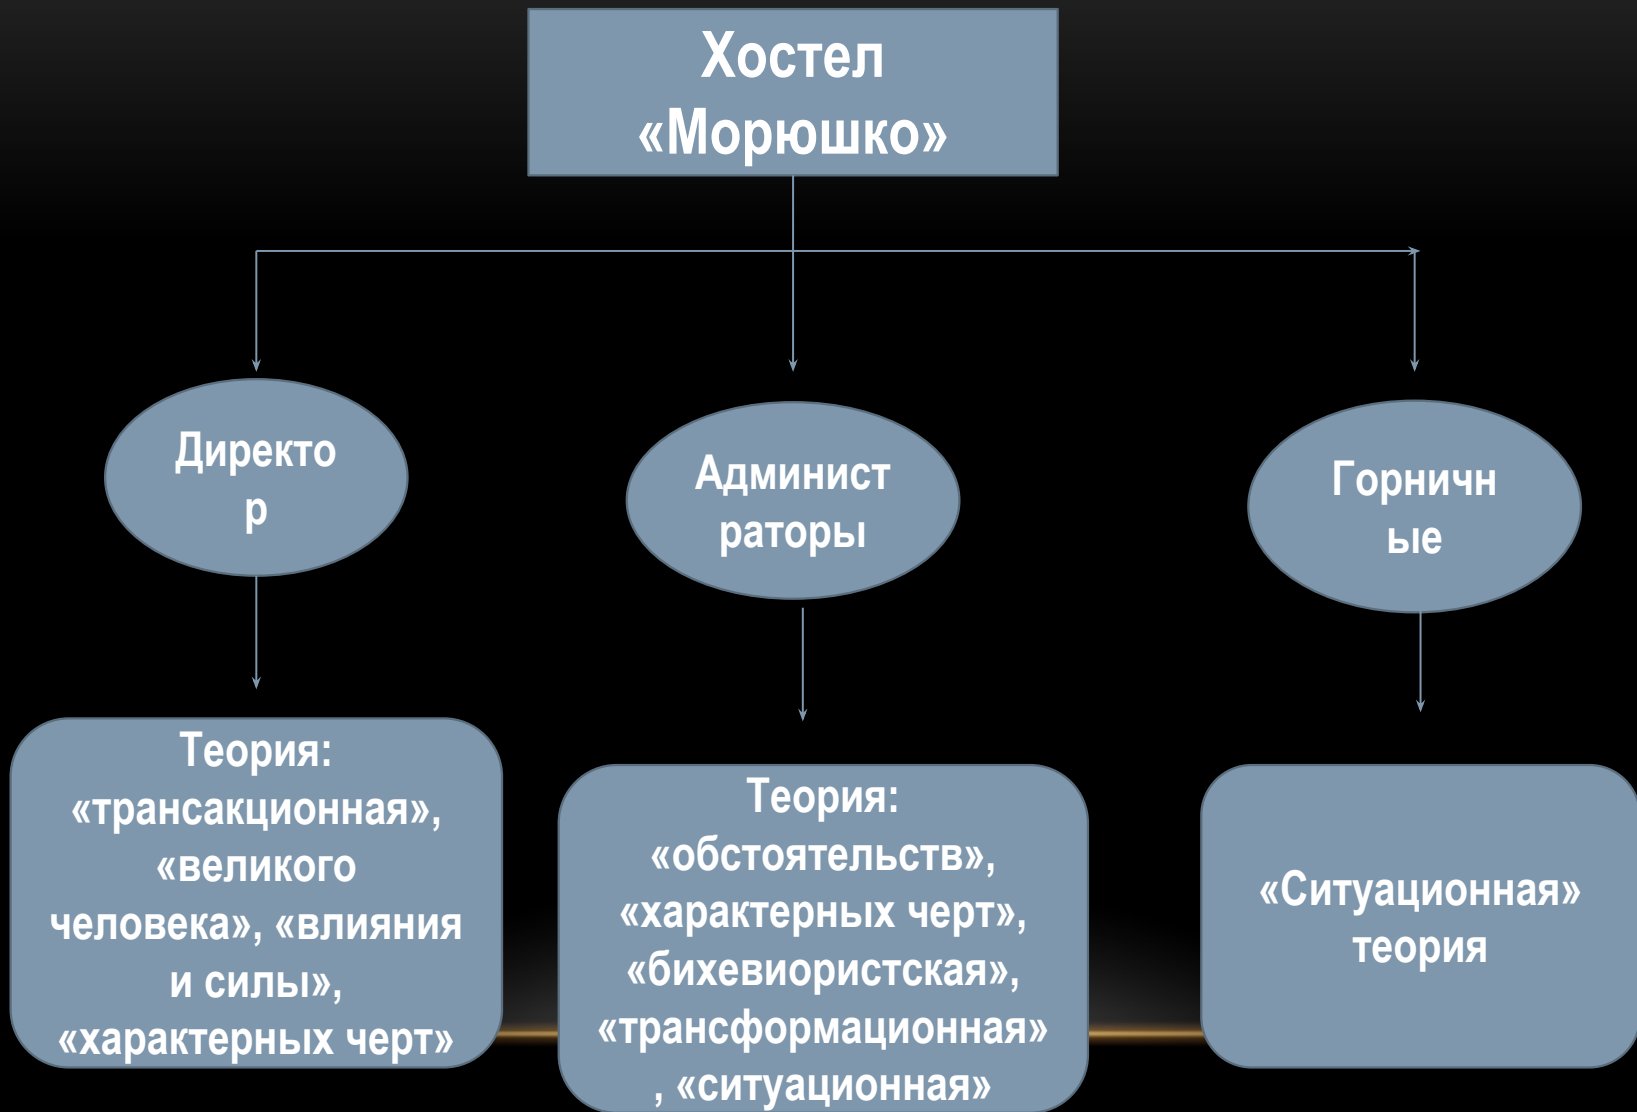 Хостел
«Морюшко»
Директо
р
Админист
раторы
Горничн
ые
Теория:
«трансакционная»,
«великого
человека», «влияния
и силы»,
«характерных черт»
Теория:
«обстоятельств»,
«характерных черт»,
«бихевиористская»,
«трансформационная»
, «ситуационная»
«Ситуационная»
теория